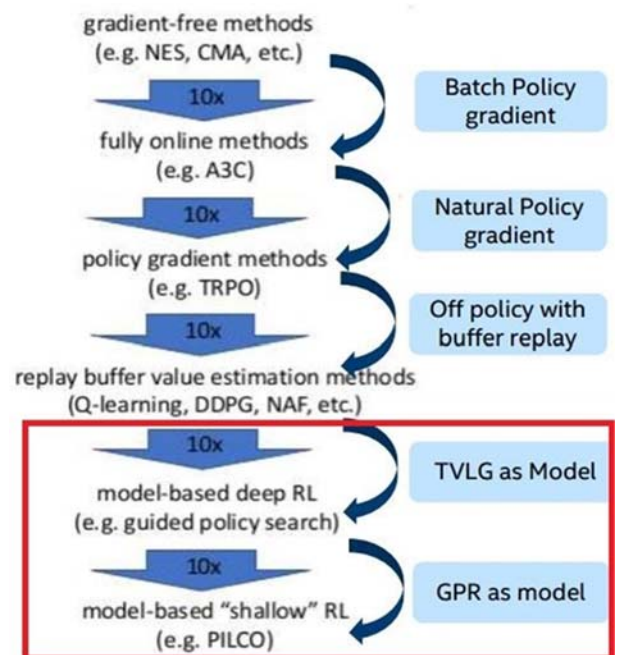 gradient-free methods
(e.g. NES, CMA, etc.)
10x
Batch Policy
gradient
fully online methods
(e.g. A3C)
10x
Natural Policy
gradient
policy gradient methods
(e.g. TRPO)
10x
Off policy with
buffer replay
replay buffer value estimation methods
(Q-learning, DDPG, NAF, etc.)
10x
TVLG as Model
model-based deep RL
(e.g. guided policy search)
10x
GPR as model
model-based “shallow” RL
(e.g. PILCO)